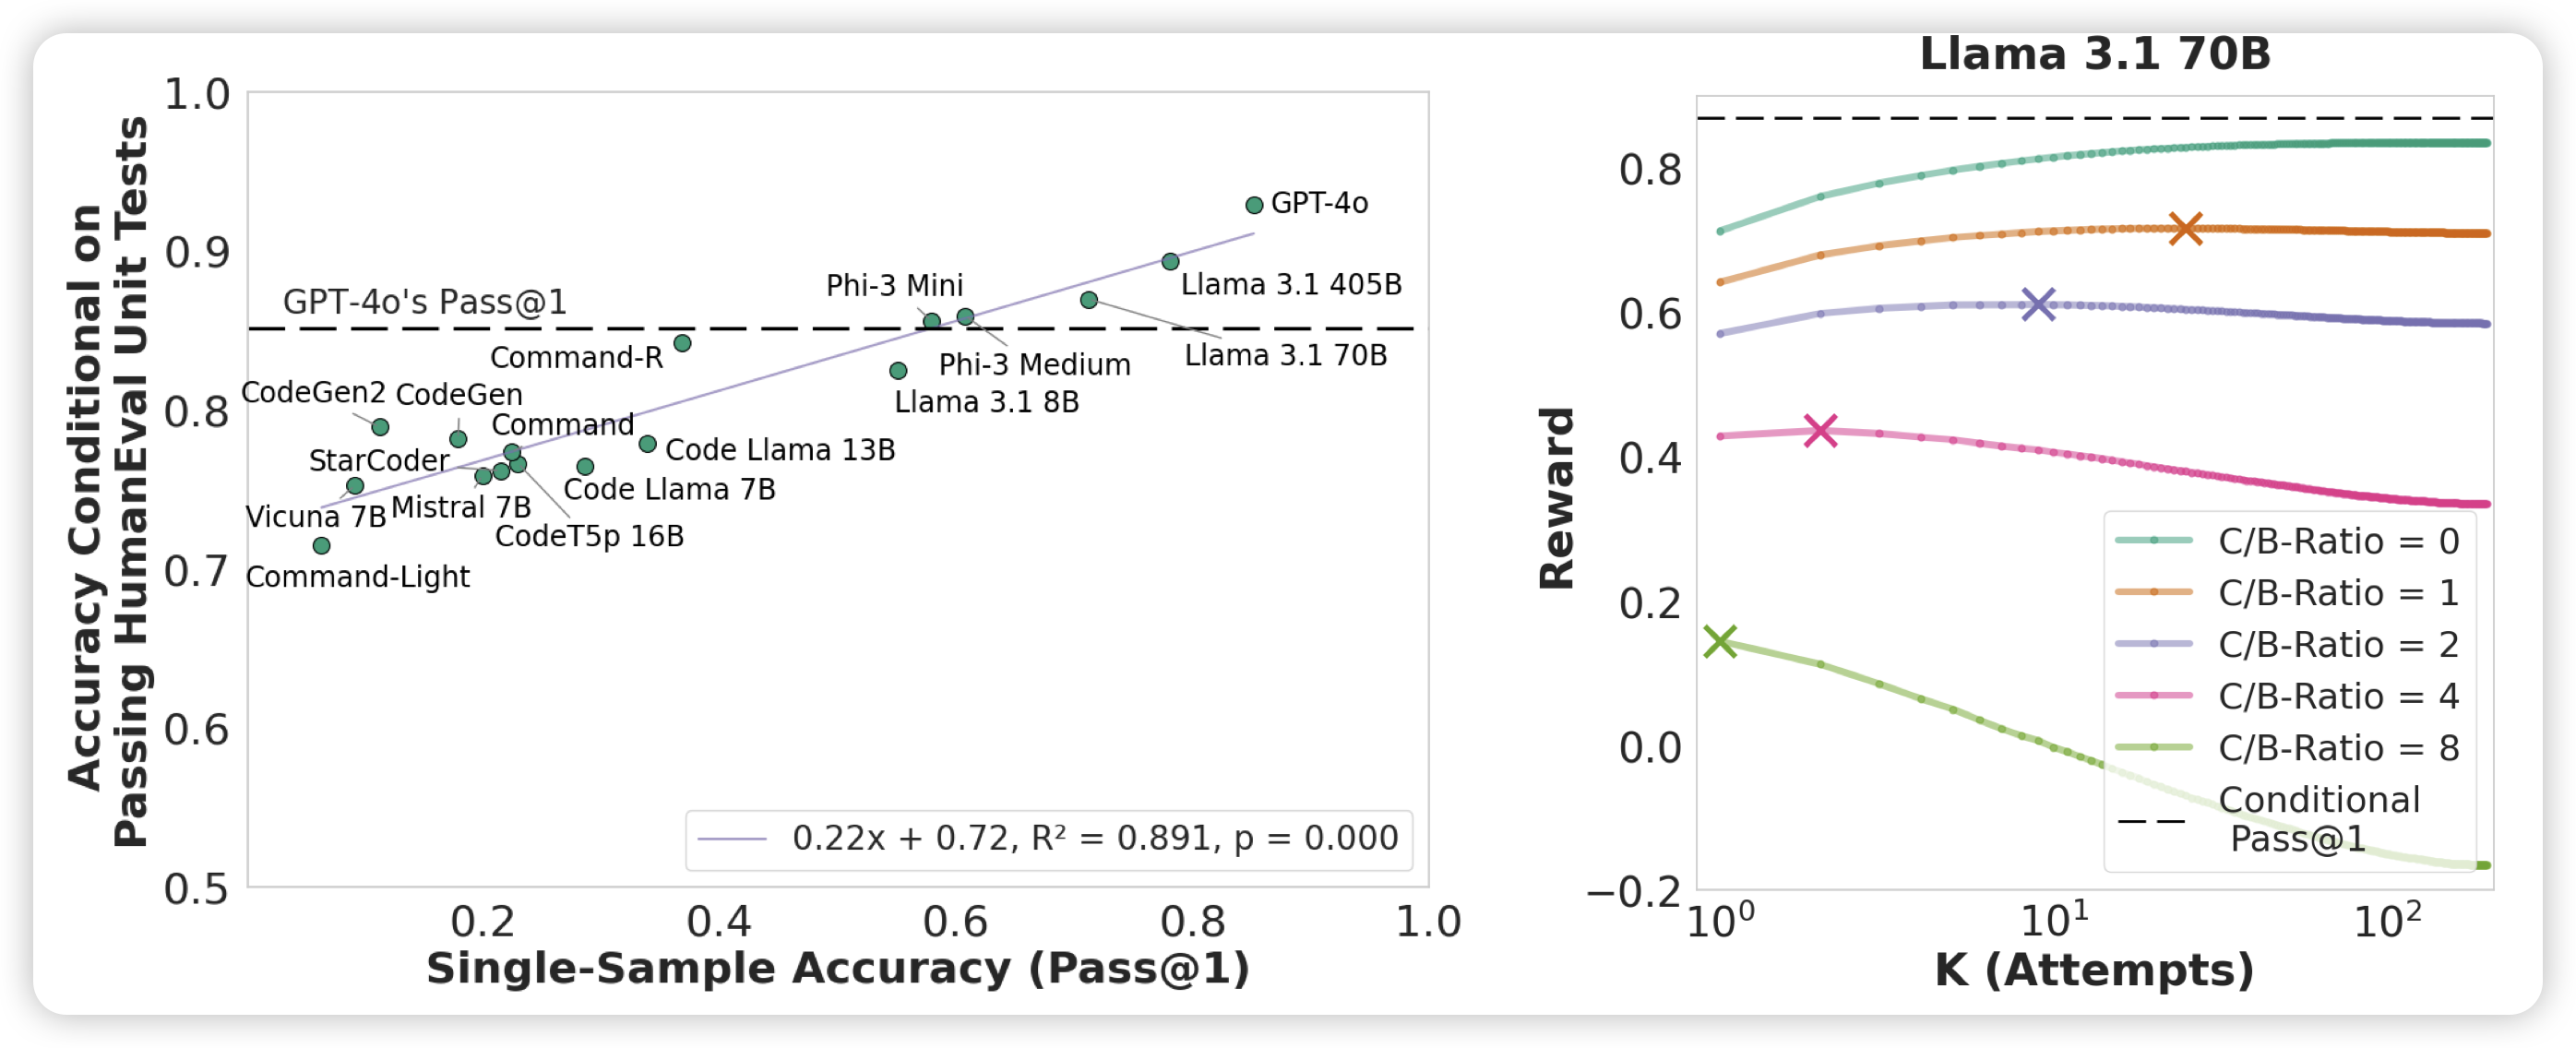 Accuracy Conditional on
Passing HumanEval Unit Tests
1.0
0.9
0.8
0.7
0.6
0.5
GPT-4o
Llama 3.1 405B
Phi-3 Mini
GPT-4o's Pass@1
Llama 3.1 70B
Command-R
Phi-3 Medium
CodeGen2
CodeGen
Llama 3.1 8B
Command
Code Llama 13B
StarCoder
Code Llama 7B
Vicuna 7B
Mistral 7B
CodeT5p 16B
Command-Light
0.22x + 0.72, R² = 0.891, p = 0.000
0.2
0.4
0.6
0.8
1.0
Single-Sample Accuracy (Pass@1)
Llama 3.1 70B
Reward
0.8
0.6
0.4
0.2
0.0
−0.2
C/B-Ratio = 0
C/B-Ratio = 1
C/B-Ratio = 2
C/B-Ratio = 4
C/B-Ratio = 8
Conditional
Pass@1
10⁰
10¹
10²
K (Attempts)